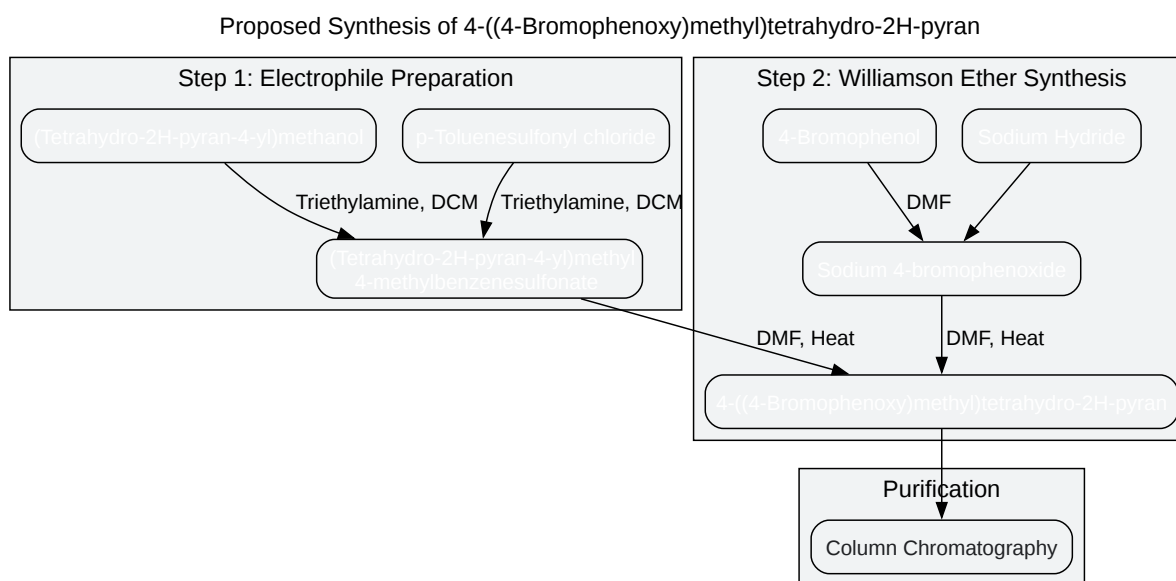 Proposed Synthesis of 4-((4-Bromophenoxy)methyl)tetrahydro-2H-pyran
Step 1: Electrophile Preparation
(Tetrahydro-2H-pyran-4-yl)methanol
p-Toluenesulfonyl chloride
Triethylamine, DCM
Triethylamine, DCM
(Tetrahydro-2H-pyran-4-yl)methyl
4-methylbenzenesulfonate
Step 2: Williamson Ether Synthesis
4-Bromophenol
Sodium Hydride
DMF
Sodium 4-bromophenoxide
DMF, Heat
DMF, Heat
4-((4-Bromophenoxy)methyl)tetrahydro-2H-pyran
Purification
Column Chromatography